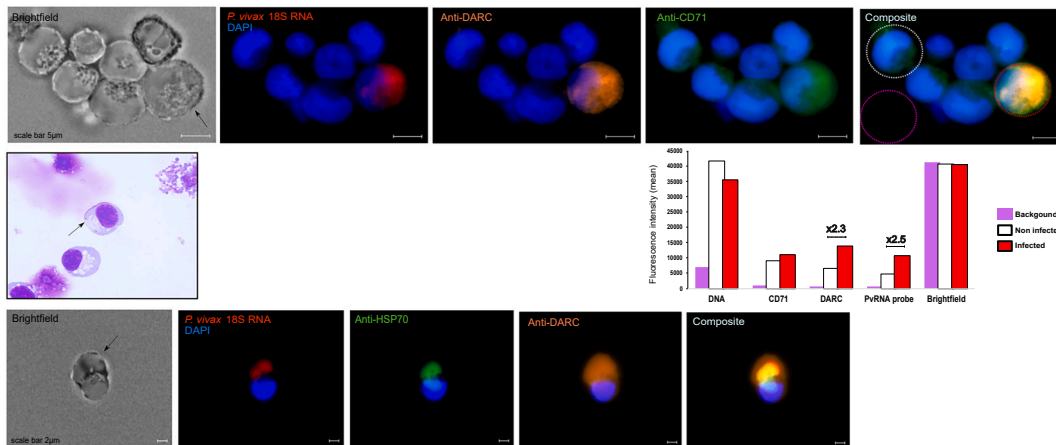 Brightfield
P. vivax 18S RNA
DAPI
Anti-DARC
Anti-CD71
Composite
scale bar 5µm
Fluorescence intensity (mean)
45000
40000
35000
30000
25000
20000
15000
10000
5000
0
x2.3
x2.5
DNA
CD71
DARC
PvRNA probe
Brightfield
Backgound
Non infecte
Infected
Brightfield
P. vivax 18S RNA
DAPI
Anti-HSP70
Anti-DARC
Composite
scale bar 2µm